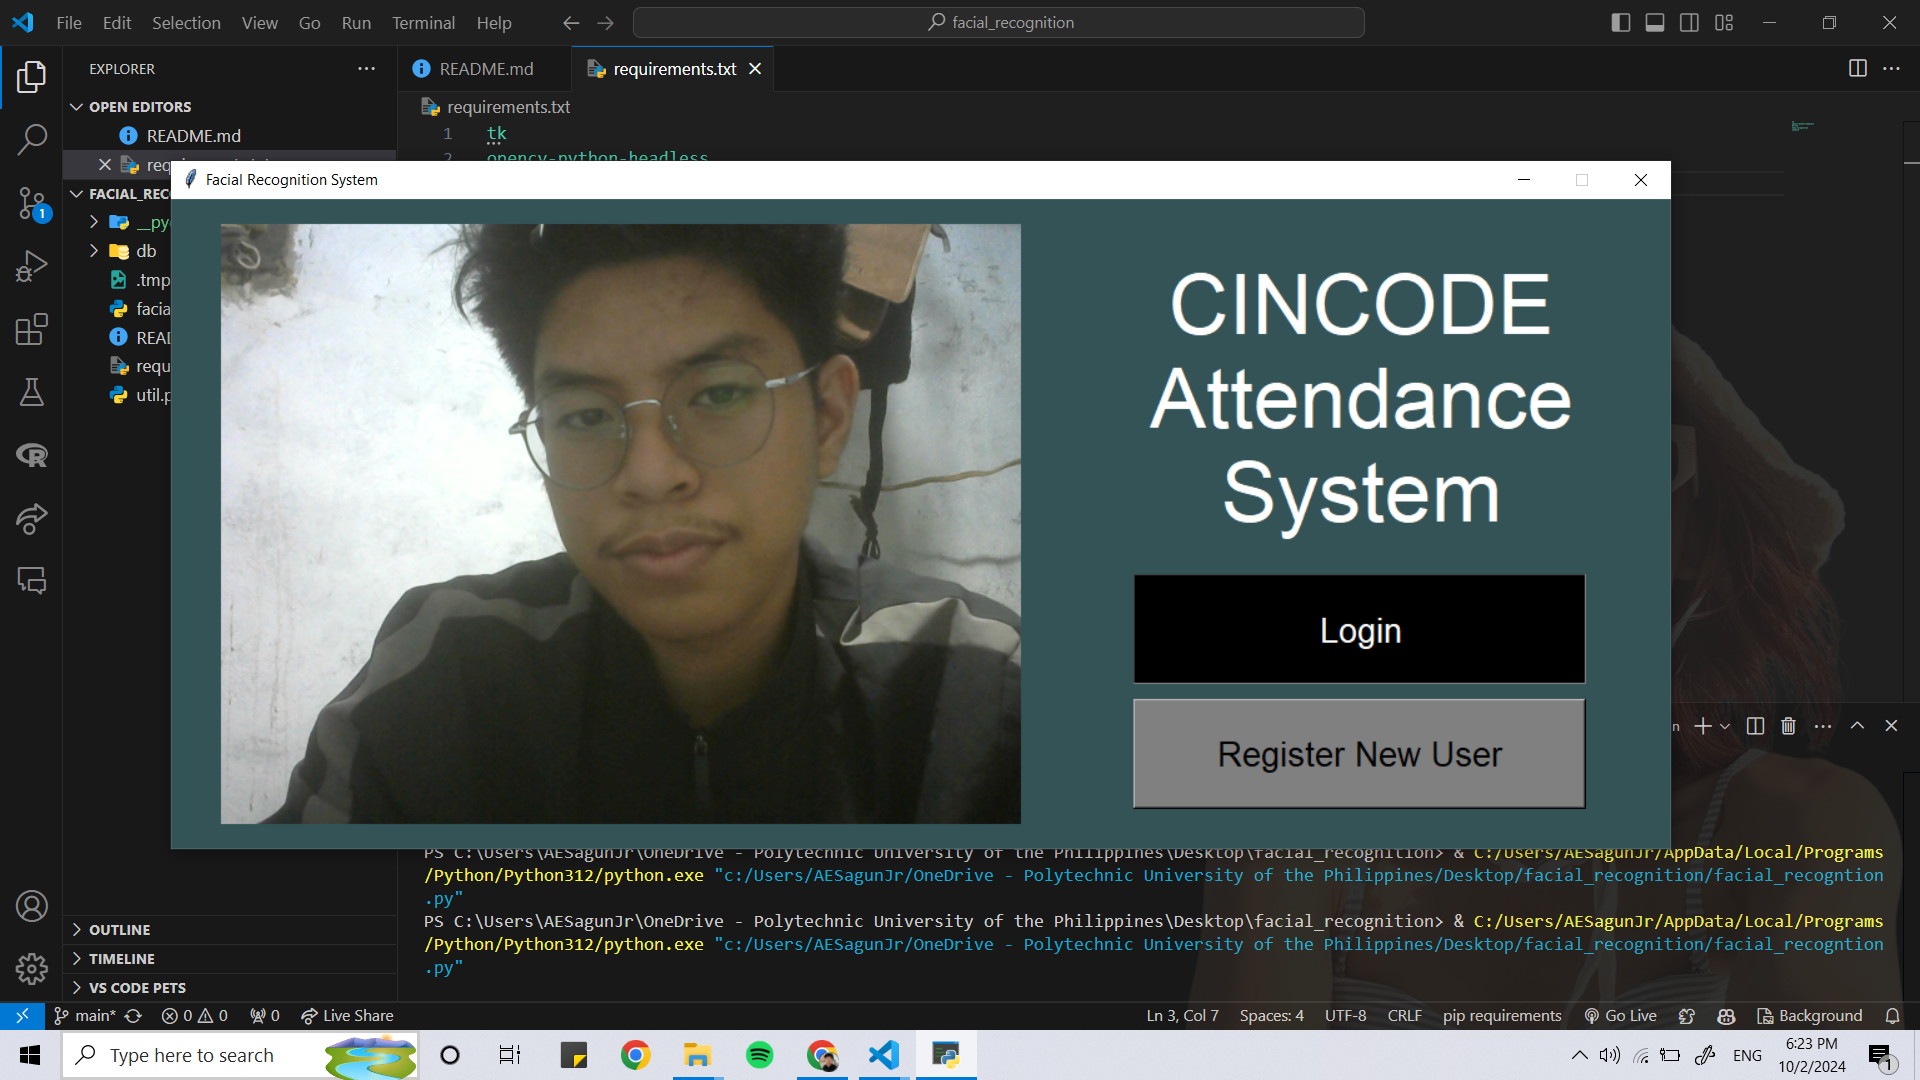 File Edit Selection View Go Run Terminal Help
facial_recognition
EXPLORER
README.md
requirements.txt
OPEN EDITORS
README.md
requirements.txt
1 tk
2 opencv-python-headless
Facial Recognition System
db
.tmp
READ
util.p
CINCODE
Attendance
System
Login
Register New User
PS C:\Users\AESagunJr\OneDrive - Polytechnic University of the Philippines\Desktop\facial_recognition> & C:/Users/AESagunJr/AppData/Local/Programs
/Python/Python312/python.exe "c:/Users/AESagunJr/OneDrive - Polytechnic University of the Philippines/Desktop/facial_recognition/facial_recogntion
.py"
PS C:\Users\AESagunJr\OneDrive - Polytechnic University of the Philippines\Desktop\facial_recognition> & C:/Users/AESagunJr/AppData/Local/Programs
/Python/Python312/python.exe "c:/Users/AESagunJr/OneDrive - Polytechnic University of the Philippines/Desktop/facial_recognition/facial_recogntion
.py"
OUTLINE
TIMELINE
VS CODE PETS
main* 0 0 0 Live Share
Ln 3, Col 7 Spaces: 4 UTF-8 CRLF pip requirements Go Live Background
Type here to search
ENG
6:23 PM
10/2/2024
1